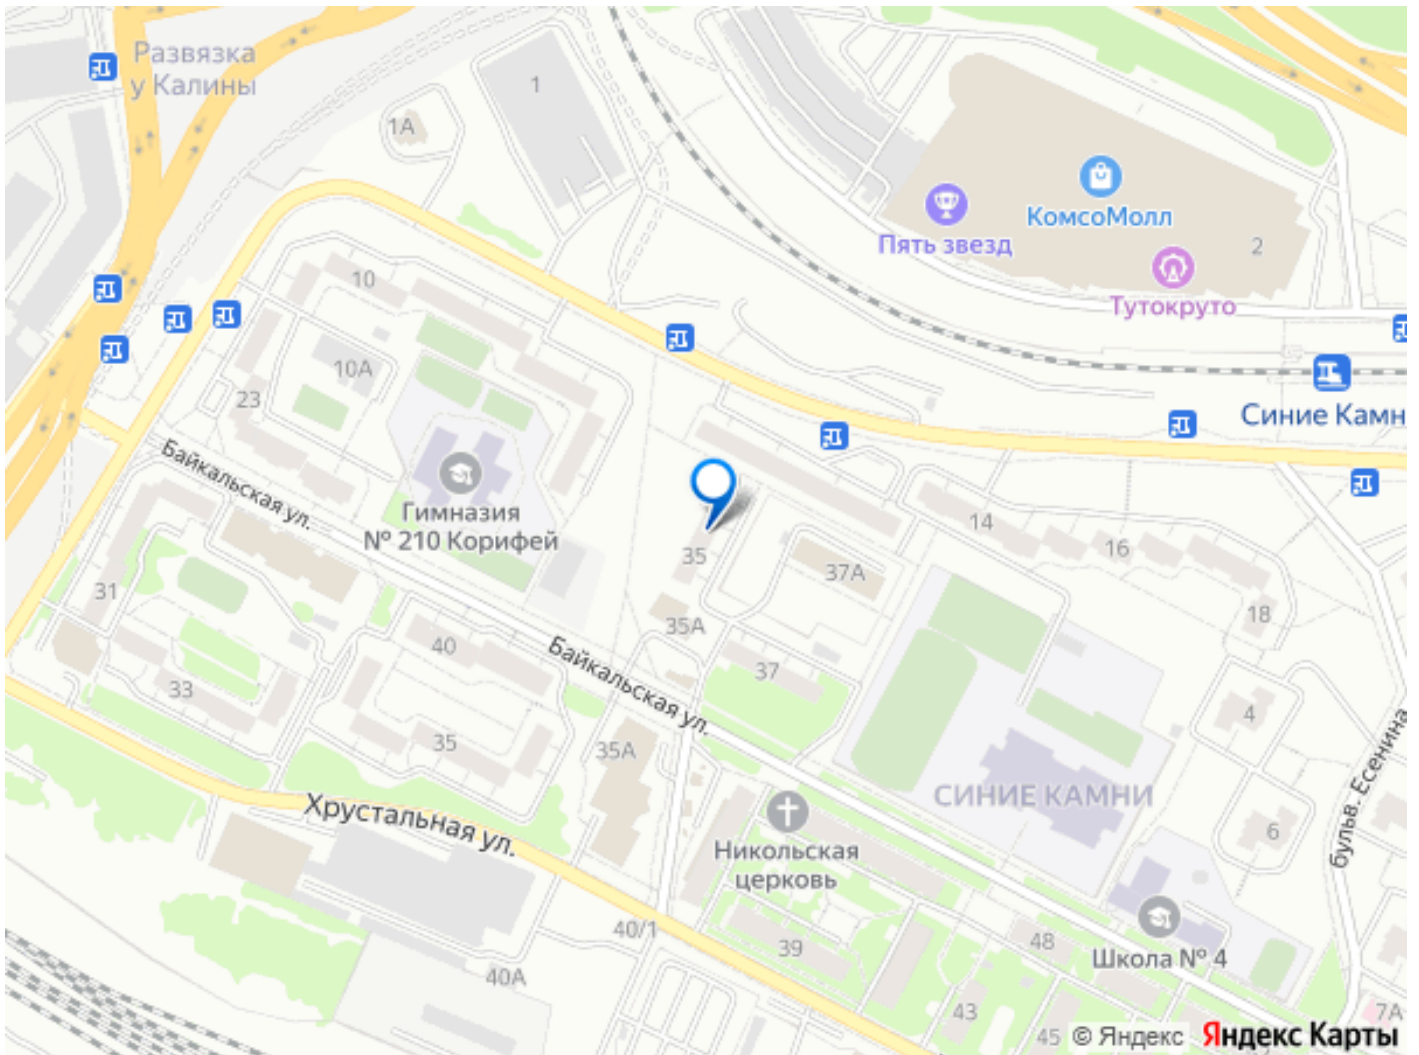 Развязка
у Калины
1
1А
КомсоМолл
Пять звезд
2
Тутокруто
10
10А
23
Синие Камн
Байкальская ул.
Гимназия
№ 210 Корифей
14
16
35
37А
31
18
35А
40
37
Байкальская ул.
33
4
35
35А
бульв. Есенина
СИНИЕ КАМНИ
Хрустальная ул.
6
Никольская
церковь
40/1
39
48
Школа № 4
40А
43
7А
45
© Яндекс
Яндекс Карты